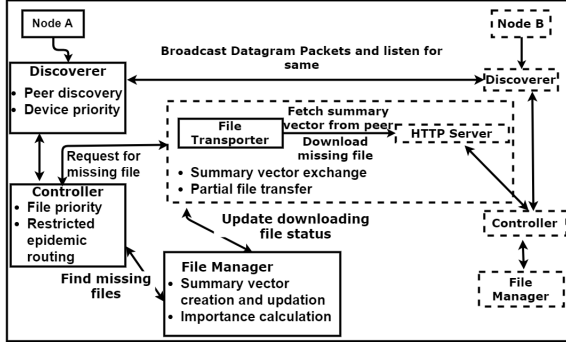 Node A
Node B
Broadcast Datagram Packets and listen for
same
Discoverer
• Peer discovery
• Device priority
Discoverer
Fetch summary
vector from peer
File
Transporter
HTTP Server
Download
missing file
Request for
missing file
• Summary vector exchange
• Partial file transfer
Controller
• File priority
• Restricted
epidemic
routing
Update downloading
file status
Controller
Find missing
files
File Manager
• Summary vector
creation and updation
• Importance calculation
File
Manager